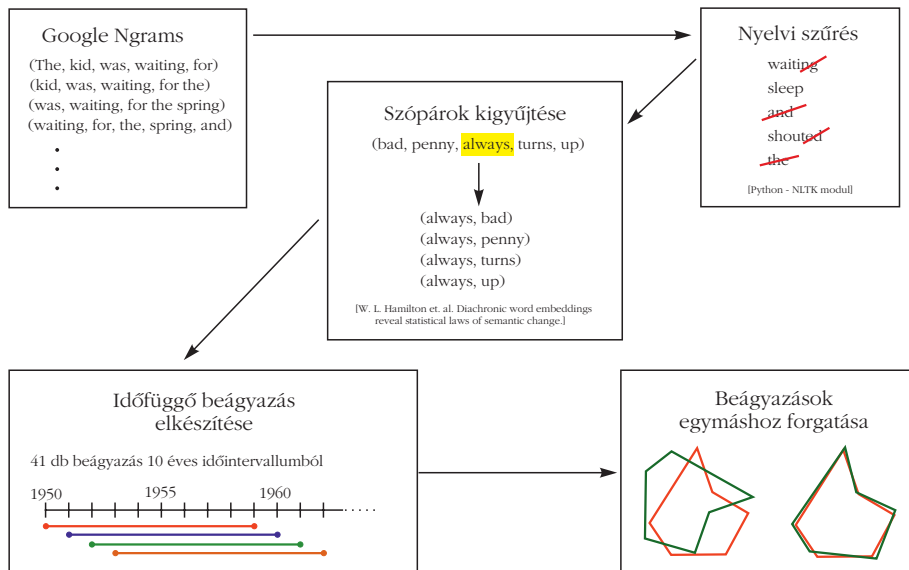 Google Ngrams
(The, kid, was, waiting, for)
(kid, was, waiting, for the)
(was, waiting, for the spring)
(waiting, for, the, spring, and)
Nyelvi szűrés
waiting
sleep
and
shouted
the
[Python - NLTK modul]
Szópárok kigyűjtése
(bad, penny, always, turns, up)
(always, bad)
(always, penny)
(always, turns)
(always, up)
[W. L. Hamilton et. al. Diachronic word embeddings
reveal statistical laws of semantic change.]
Időfüggő beágyazás
elkészítése
41 db beágyazás 10 éves időintervallumból
1950 1955 1960
Beágyazások
egymáshoz forgatása